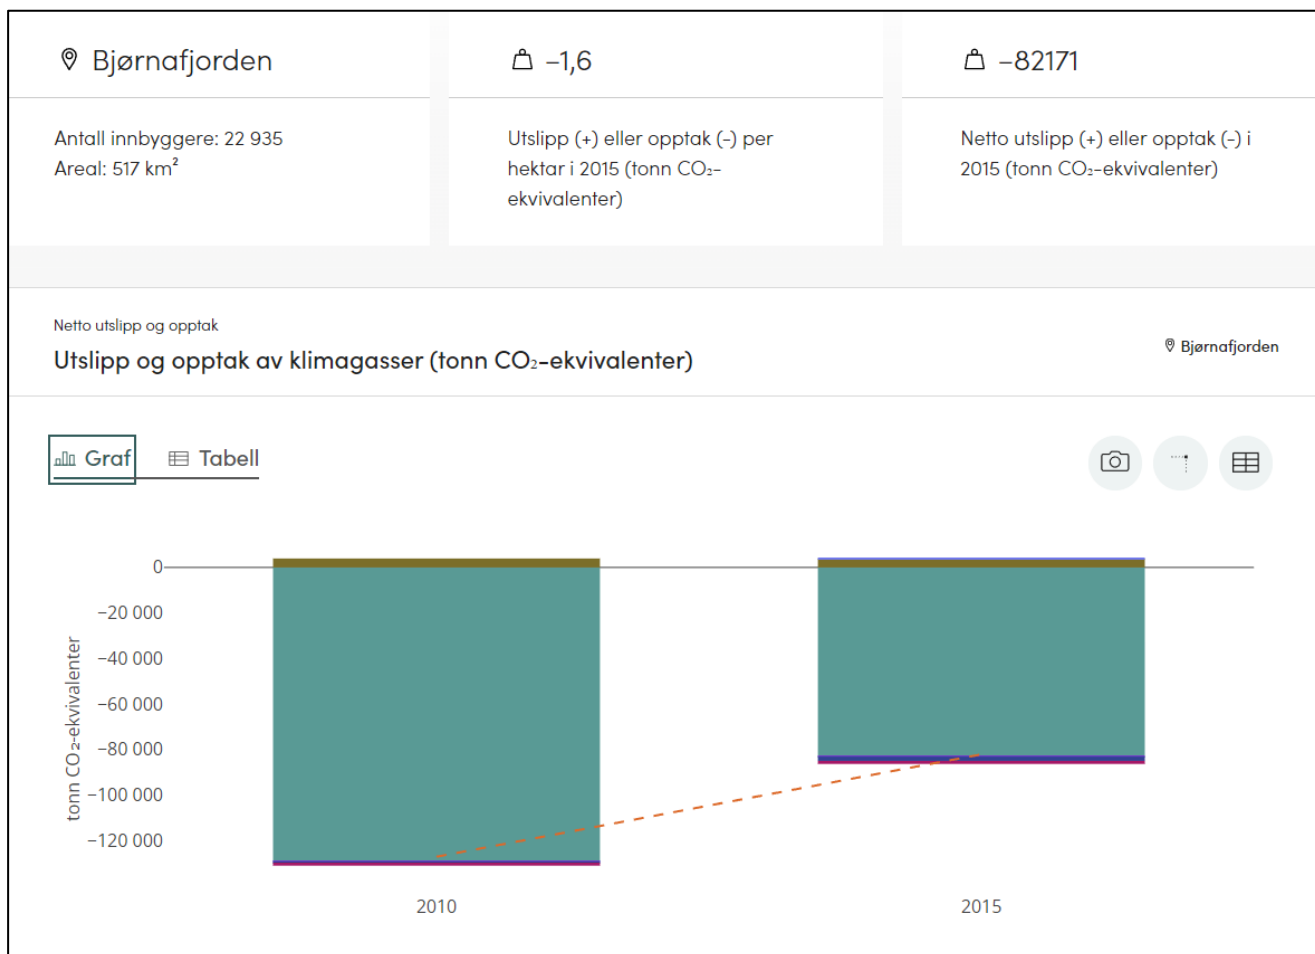 Bjørnafjorden
Antall innbyggere: 22 935
Areal: 517 km²
–1,6
Utslipp (+) eller opptak (-) per
hektar i 2015 (tonn CO₂-
ekvivalenter)
–82171
Netto utslipp (+) eller opptak (-) i
2015 (tonn CO₂-ekvivalenter)
Netto utslipp og opptak
Utslipp og opptak av klimagasser (tonn CO₂-ekvivalenter)
Bjørnafjorden
Graf
Tabell
tonn CO₂-ekvivalenter
0
−20 000
−40 000
−60 000
−80 000
−100 000
−120 000
2010
2015